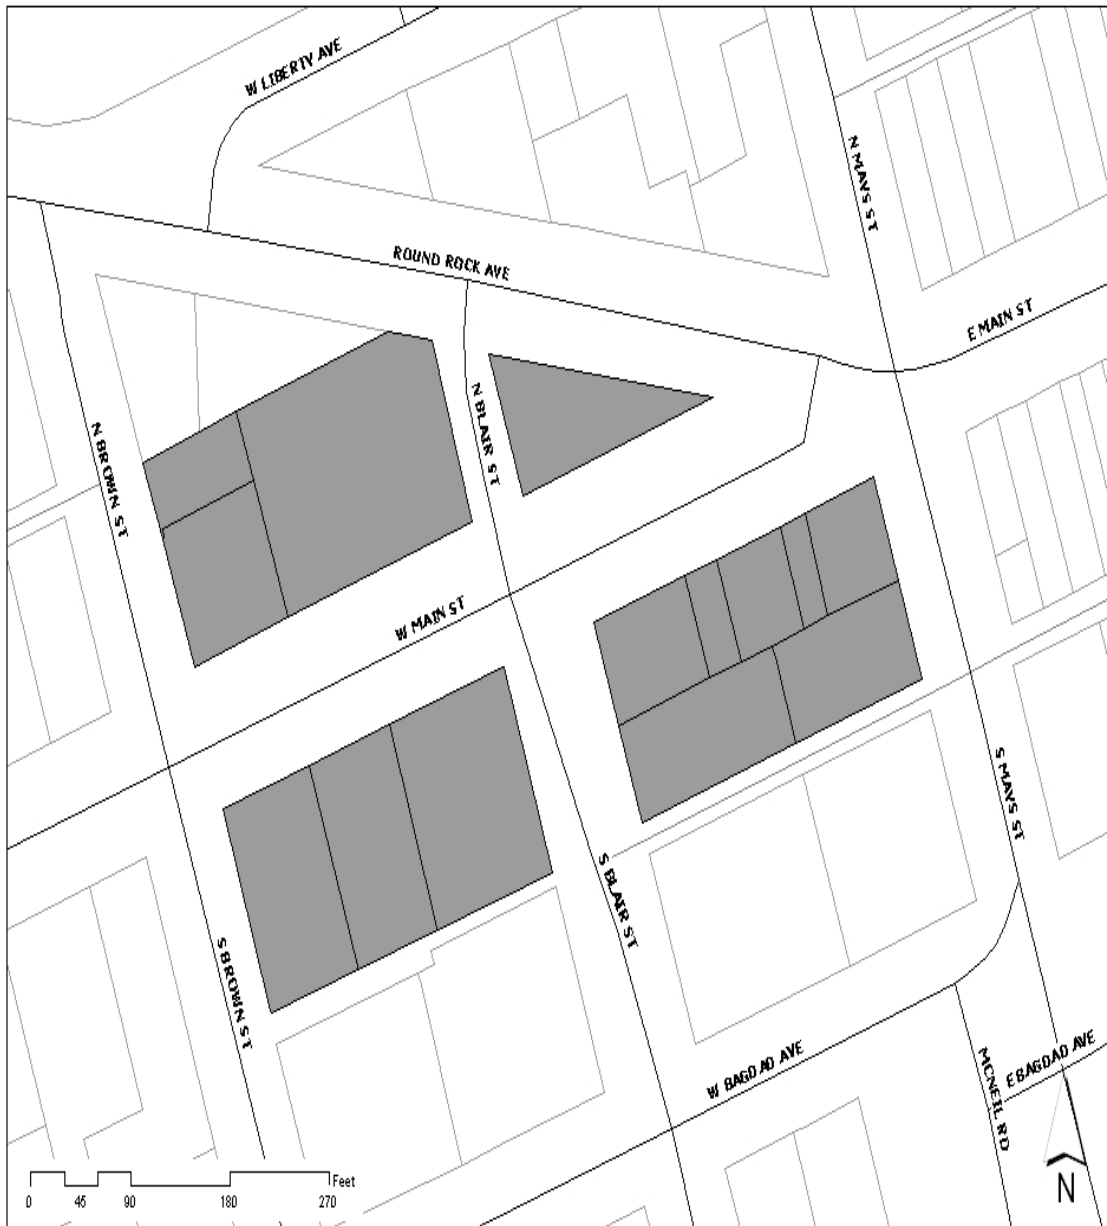 W LIBERTY AVE
N MAYS ST
ROUND ROCK AVE
E MAIN ST
N BLAIR ST
N BROWN ST
W MAIN ST
S MAYS ST
S BLAIR ST
S BROWN ST
W BAGDAD AVE
E BAGDAD AVE
MCNEIL RD
Feet
0 45 90 180 270
N